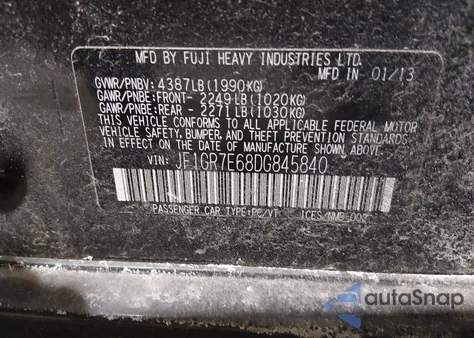 MFD BY FUJI HEAVY INDUSTRIES LTD.
MFD IN 01/13
GVWR/PNBV: 4387LB(1990KG)
GAWR/PNBE:FRONT- 2249LB(1020KG)
GAWR/PNBE:REAR - 2271LB(1030KG)
THIS VEHICLE CONFORMS TO ALL APPLICABLE FEDERAL MOTOR
VEHICLE SAFETY, BUMPER, AND THEFT PREVENTION STANDARDS
IN EFFECT ON THE DATE OF MANUFACTURE SHOWN ABOVE.
VIN: JF1GR7E68DG845840
PASSENGER CAR TYPE:PC/VT
autoSnap